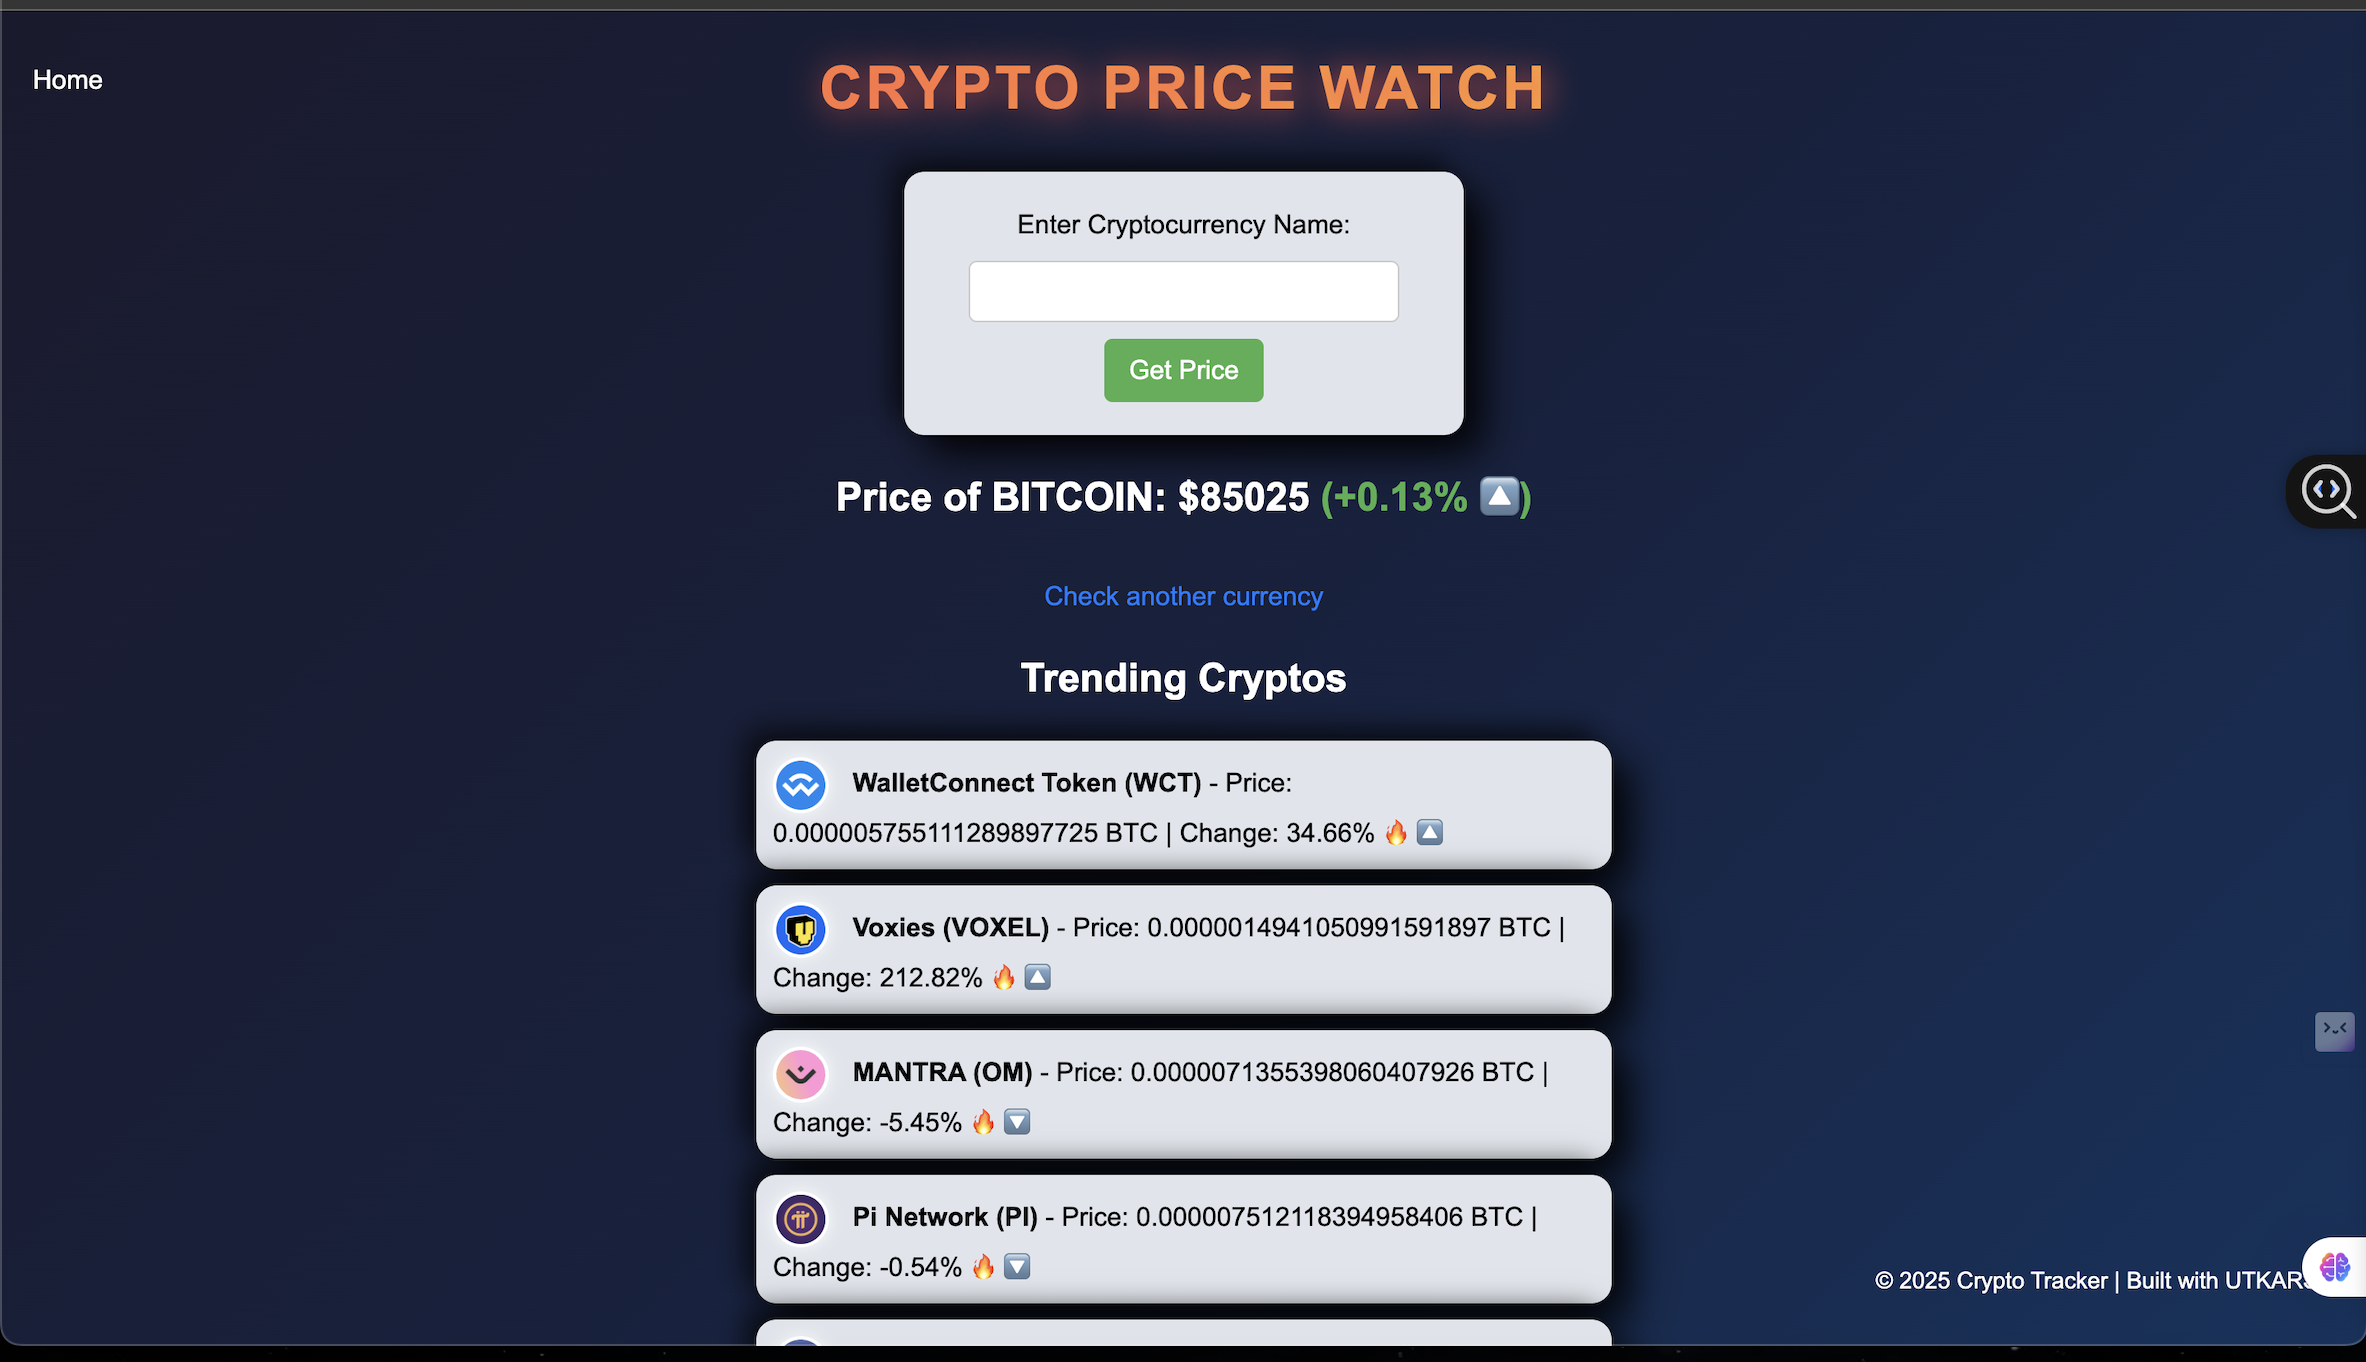 Home
CRYPTO PRICE WATCH
Enter Cryptocurrency Name:
Get Price
Price of BITCOIN: $85025 (+0.13% 🔼)
Check another currency
Trending Cryptos
WalletConnect Token (WCT) - Price:
0.000005755111289897725 BTC | Change: 34.66% 🔥 🔼
Voxies (VOXEL) - Price: 0.0000014941050991591897 BTC |
Change: 212.82% 🔥 🔼
MANTRA (OM) - Price: 0.0000071355398060407926 BTC |
Change: -5.45% 🔥 🔽
Pi Network (PI) - Price: 0.000007512118394958406 BTC |
Change: -0.54% 🔥 🔽
© 2025 Crypto Tracker | Built with